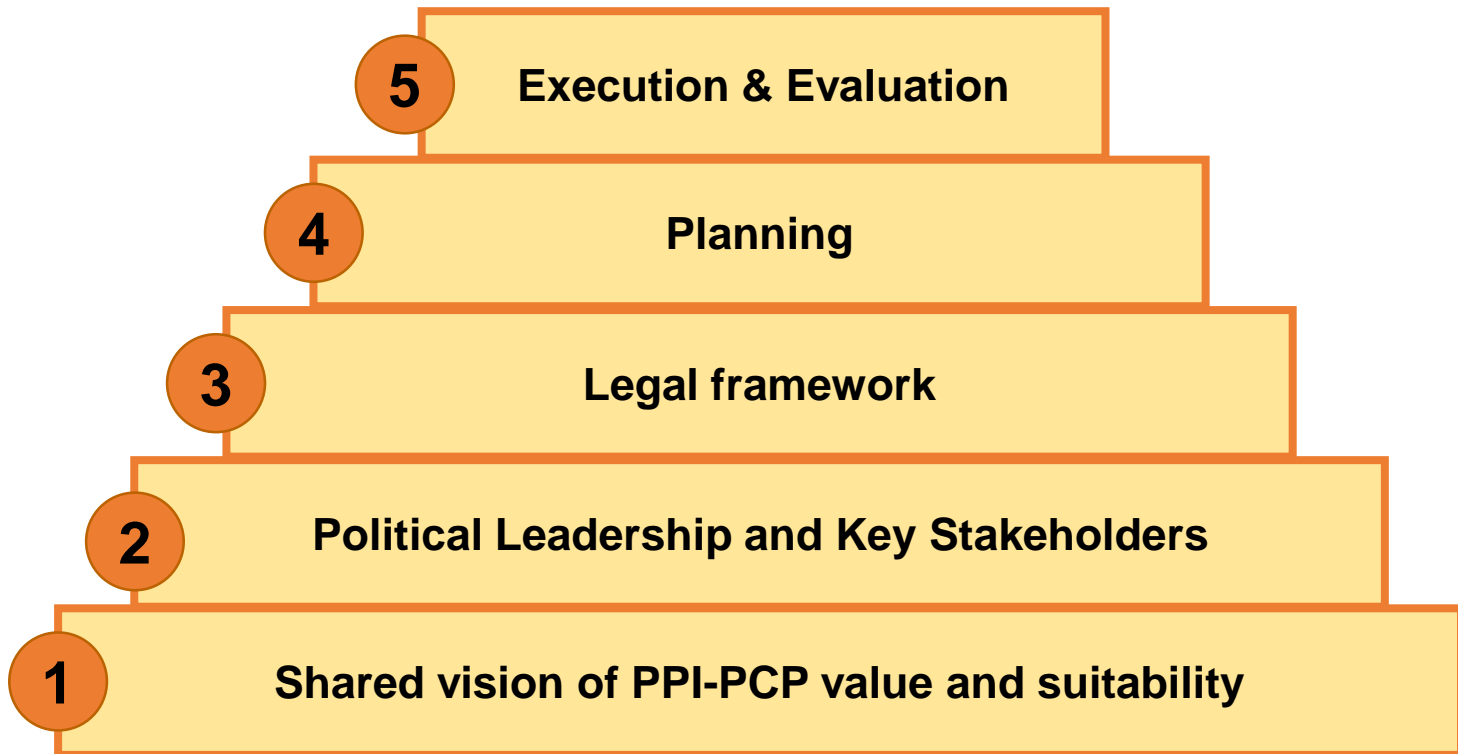 5
Execution & Evaluation
4
Planning
3
Legal framework
2
Political Leadership and Key Stakeholders
1
Shared vision of PPI-PCP value and suitability